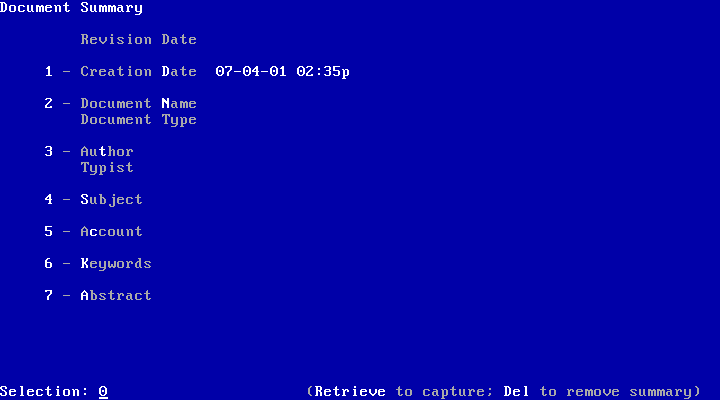 Document Summary
Revision Date
1 - Creation Date 07-04-01 02:35p
2 - Document Name
Document Type
3 - Author
Typist
4 - Subject
5 - Account
6 - Keywords
7 - Abstract
Selection: 0 (Retrieve to capture; Del to remove summary)